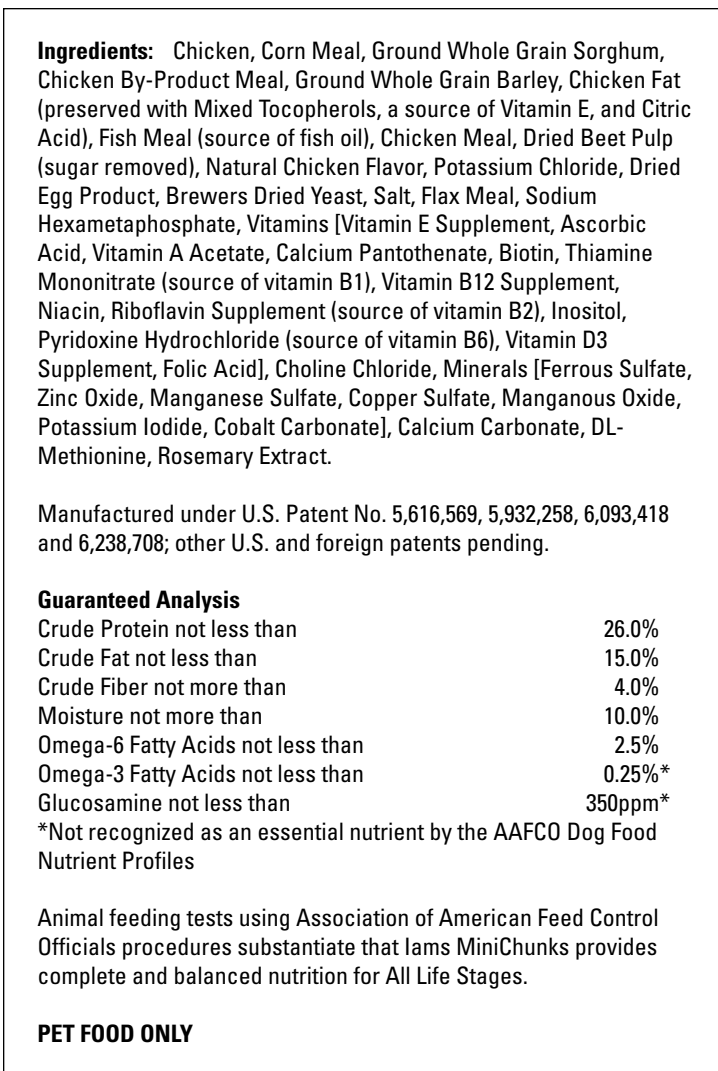 Ingredients: Chicken, Corn Meal, Ground Whole Grain Sorghum,
Chicken By-Product Meal, Ground Whole Grain Barley, Chicken Fat
(preserved with Mixed Tocopherols, a source of Vitamin E, and Citric
Acid), Fish Meal (source of fish oil), Chicken Meal, Dried Beet Pulp
(sugar removed), Natural Chicken Flavor, Potassium Chloride, Dried
Egg Product, Brewers Dried Yeast, Salt, Flax Meal, Sodium
Hexametaphosphate, Vitamins [Vitamin E Supplement, Ascorbic
Acid, Vitamin A Acetate, Calcium Pantothenate, Biotin, Thiamine
Mononitrate (source of vitamin B1), Vitamin B12 Supplement,
Niacin, Riboflavin Supplement (source of vitamin B2), Inositol,
Pyridoxine Hydrochloride (source of vitamin B6), Vitamin D3
Supplement, Folic Acid], Choline Chloride, Minerals [Ferrous Sulfate,
Zinc Oxide, Manganese Sulfate, Copper Sulfate, Manganous Oxide,
Potassium Iodide, Cobalt Carbonate], Calcium Carbonate, DL-
Methionine, Rosemary Extract.
Manufactured under U.S. Patent No. 5,616,569, 5,932,258, 6,093,418
and 6,238,708; other U.S. and foreign patents pending.
Guaranteed Analysis
Crude Protein not less than 26.0%
Crude Fat not less than 15.0%
Crude Fiber not more than 4.0%
Moisture not more than 10.0%
Omega-6 Fatty Acids not less than 2.5%
Omega-3 Fatty Acids not less than 0.25%*
Glucosamine not less than 350ppm*
*Not recognized as an essential nutrient by the AAFCO Dog Food
Nutrient Profiles
Animal feeding tests using Association of American Feed Control
Officials procedures substantiate that Iams MiniChunks provides
complete and balanced nutrition for All Life Stages.
PET FOOD ONLY